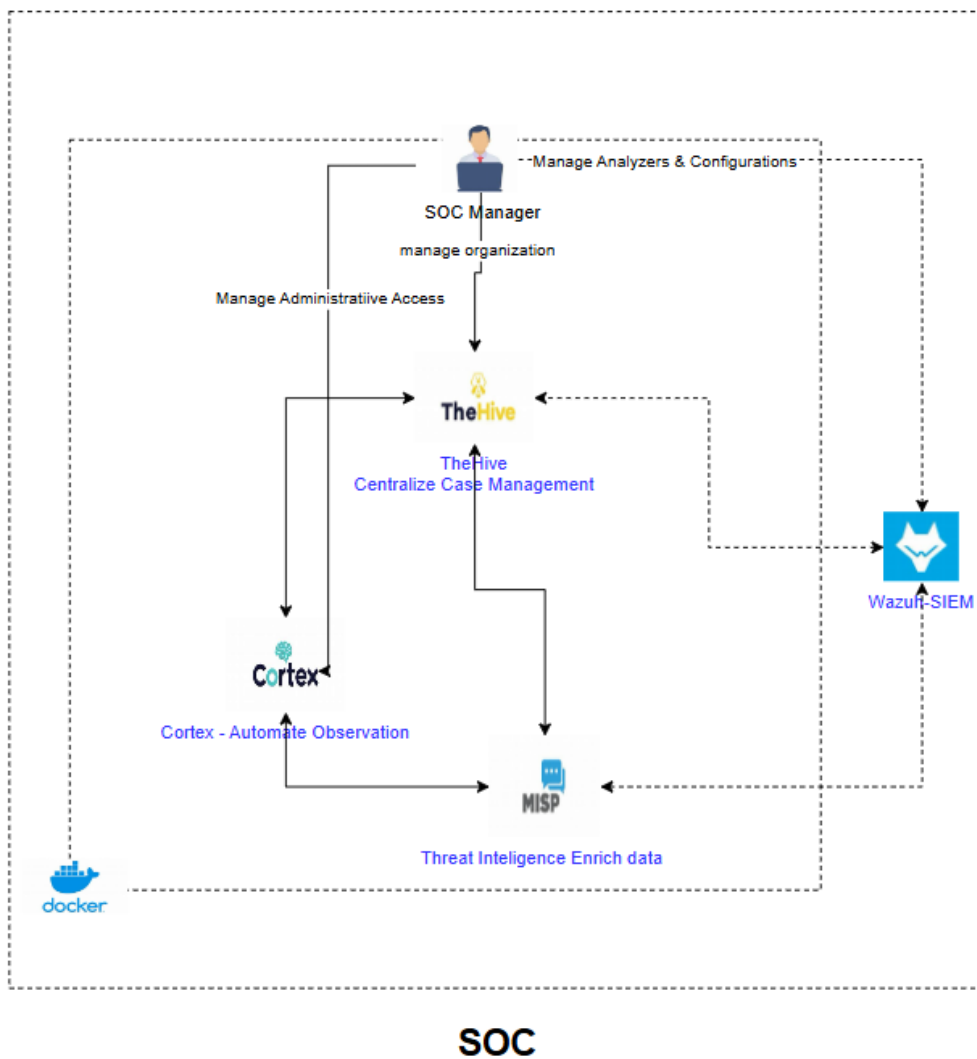 Manage Analyzers & Configurations
SOC Manager
manage organization
Manage Administratiive Access
TheHive
TheHive
Centralize Case Management
Wazuh-SIEM
Cortex
Cortex - Automate Observation
MISP
Threat Inteligence Enrich data
docker
SOC